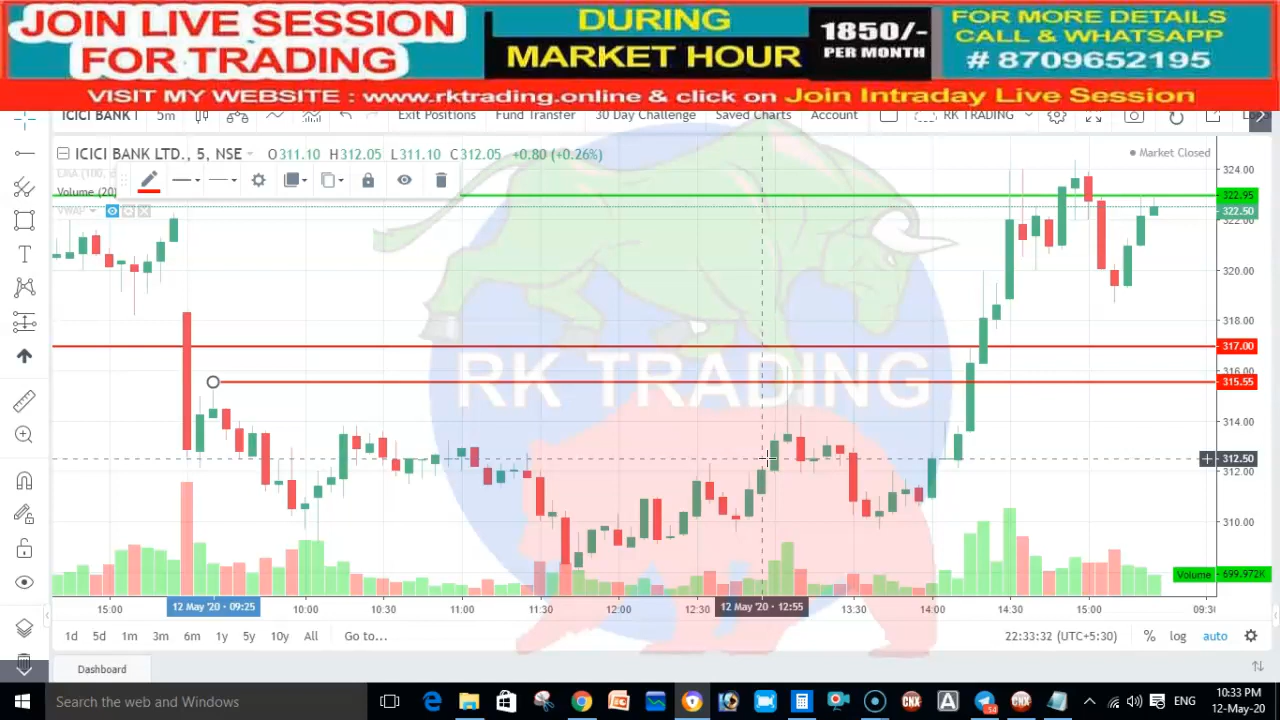 JOIN LIVE SESSION
FOR TRADING
DURING
MARKET HOUR
1850/-
PER MONTH
FOR MORE DETAILS
CALL & WHATSAPP
# 8709652195
VISIT MY WEBSITE : www.rktrading.online & click on Join Intraday Live Session
ICICI BANK 5m Exit Positions Fund Transfer 30 Day Challenge Saved Charts Account RK TRADING
ICICI BANK LTD., 5, NSE O311.10 H312.05 L311.10 C312.05 +0.80 (+0.26%)
Market Closed
Volume (20)
VWAP
324.00
322.95
322.50
322.00
320.00
318.00
317.00
316.00
315.55
314.00
312.50
312.00
310.00
RK TRADING
Volume 699.972K
15:00 12 May '20 - 09:25 10:00 10:30 11:00 11:30 12:00 12:30 12 May '20 - 12:55 13:30 14:00 14:30 15:00 09:3
1d 5d 1m 3m 6m 1y 5y 10y All Go to... 22:33:32 (UTC+5:30) % log auto
Dashboard
Search the web and Windows
CNX
A
54
CNX
ENG
10:33 PM
12-May-20